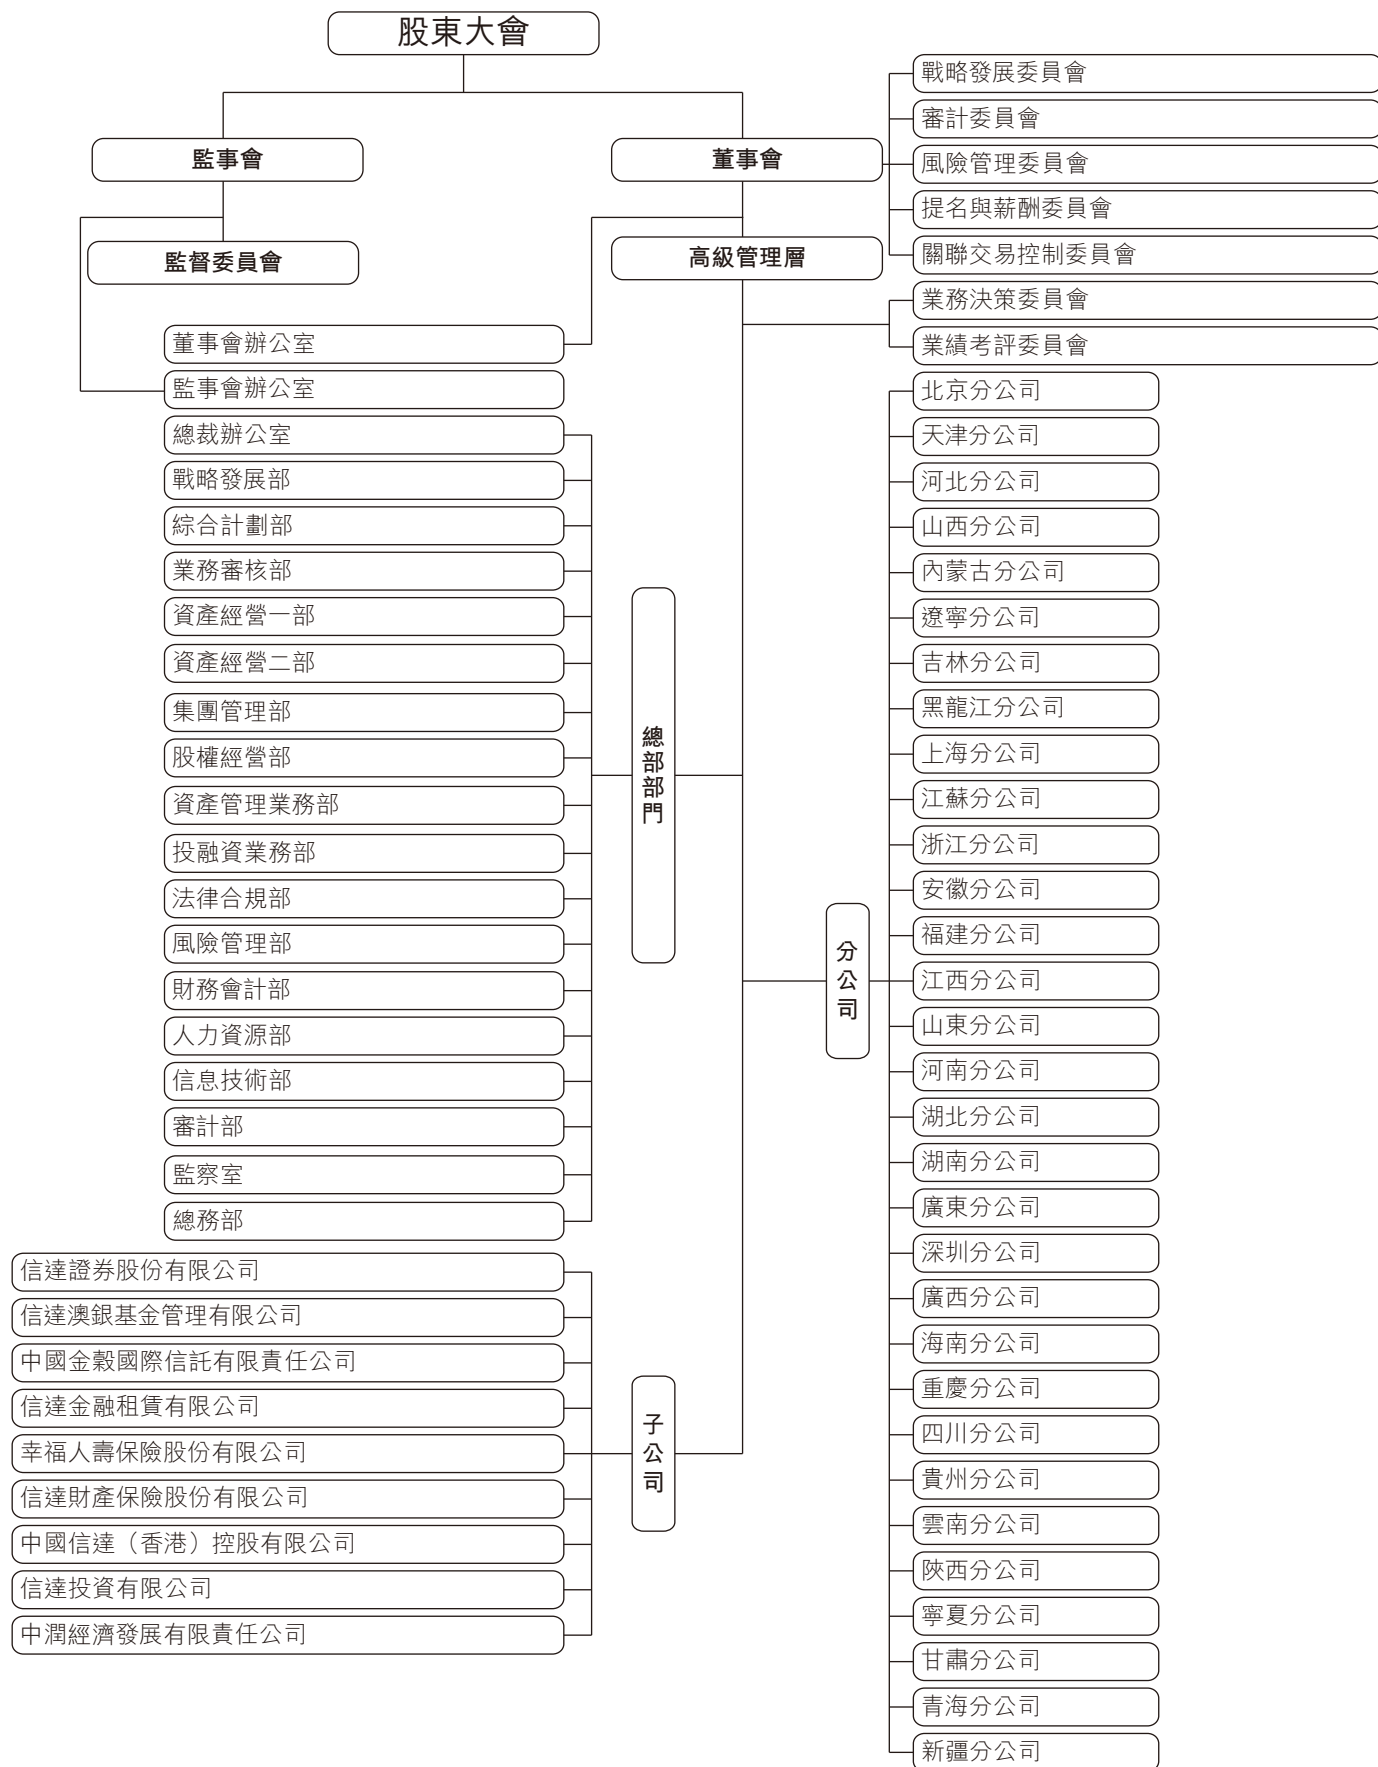 股東大會
監事會
董事會
監督委員會
高級管理層
戰略發展委員會
審計委員會
風險管理委員會
提名與薪酬委員會
關聯交易控制委員會
業務決策委員會
業績考評委員會
董事會辦公室
監事會辦公室
總裁辦公室
戰略發展部
綜合計劃部
業務審核部
資產經營一部
資產經營二部
集團管理部
股權經營部
資產管理業務部
投融資業務部
法律合規部
風險管理部
財務會計部
人力資源部
信息技術部
審計部
監察室
總務部
總部部門
信達證券股份有限公司
信達澳銀基金管理有限公司
中國金穀國際信託有限責任公司
信達金融租賃有限公司
幸福人壽保險股份有限公司
信達財產保險股份有限公司
中國信達（香港）控股有限公司
信達投資有限公司
中潤經濟發展有限責任公司
子公司
分公司
北京分公司
天津分公司
河北分公司
山西分公司
內蒙古分公司
遼寧分公司
吉林分公司
黑龍江分公司
上海分公司
江蘇分公司
浙江分公司
安徽分公司
福建分公司
江西分公司
山東分公司
河南分公司
湖北分公司
湖南分公司
廣東分公司
深圳分公司
廣西分公司
海南分公司
重慶分公司
四川分公司
貴州分公司
雲南分公司
陝西分公司
寧夏分公司
甘肅分公司
青海分公司
新疆分公司